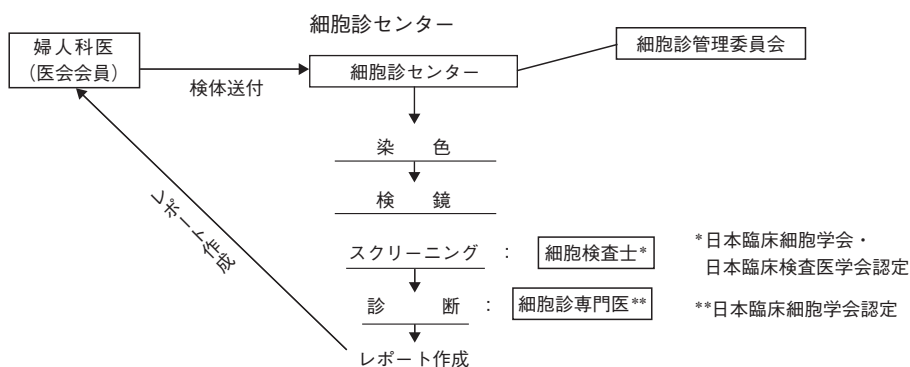 細胞診センター
婦人科医
（医会会員）
検体送付
細胞診センター
細胞診管理委員会
染　色
検　鏡
スクリーニング　：　細胞検査士*
*日本臨床細胞学会・
日本臨床検査医学会認定
診　断　：　細胞診専門医**
**日本臨床細胞学会認定
レポート作成
レポート作成